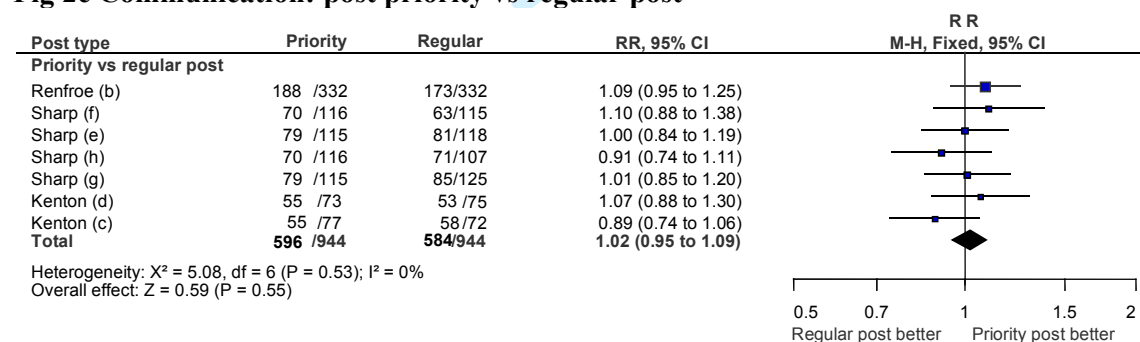 Fig 2c Communication: post priority vs regular post
R R
Post type Priority Regular RR, 95% CI M-H, Fixed, 95% CI
Priority vs regular post
Renfroe (b) 188 /332 173/332 1.09 (0.95 to 1.25)
Sharp (f) 70 /116 63/115 1.10 (0.88 to 1.38)
Sharp (e) 79 /115 81/118 1.00 (0.84 to 1.19)
Sharp (h) 70 /116 71/107 0.91 (0.74 to 1.11)
Sharp (g) 79 /115 85/125 1.01 (0.85 to 1.20)
Kenton (d) 55 /73 53 /75 1.07 (0.88 to 1.30)
Kenton (c) 55 /77 58/72 0.89 (0.74 to 1.06)
Total 596 /944 584/944 1.02 (0.95 to 1.09)
Heterogeneity: X² = 5.08, df = 6 (P = 0.53); I² = 0%
Overall effect: Z = 0.59 (P = 0.55)
0.5 0.7 1 1.5 2
Regular post better Priority post better